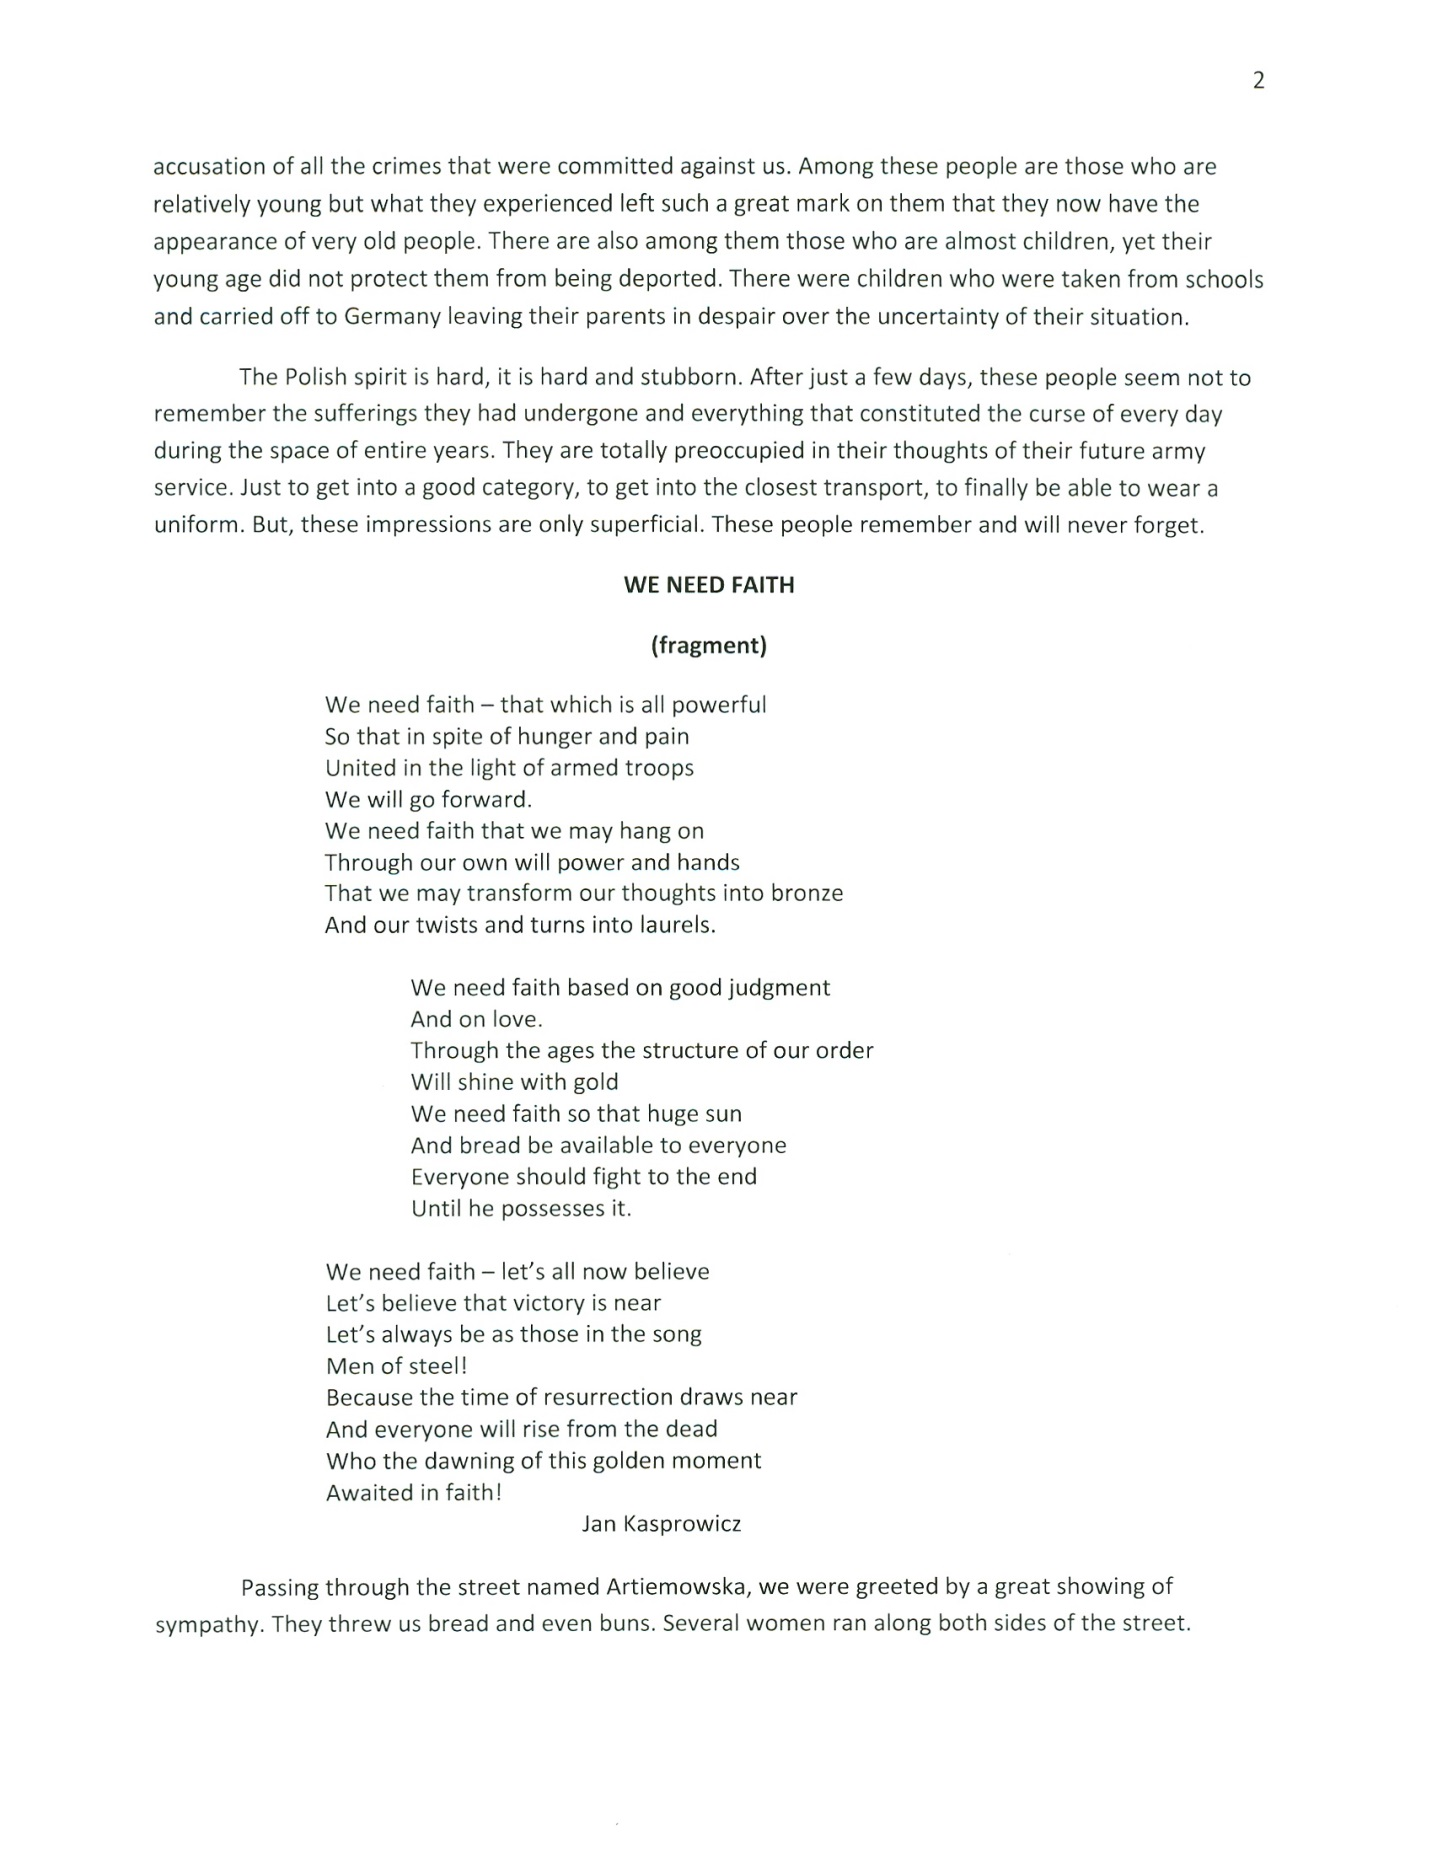 2
accusation of all the crimes that were committed against us. Among these people are those who are
relatively young but what they experienced left such a great mark on them that they now have the
appearance of very old people. There are also among them those who are almost children, yet their
young age did not protect them from being deported. There were children who were taken from schools
and carried off to Germany leaving their parents in despair over the uncertainty of their situation.
The Polish spirit is hard, it is hard and stubborn. After just a few days, these people seem not to
remember the sufferings they had undergone and everything that constituted the curse of every day
during the space of entire years. They are totally preoccupied in their thoughts of their future army
service. Just to get into a good category, to get into the closest transport, to finally be able to wear a
uniform. But, these impressions are only superficial. These people remember and will never forget.
WE NEED FAITH
(fragment)
We need faith – that which is all powerful
So that in spite of hunger and pain
United in the light of armed troops
We will go forward.
We need faith that we may hang on
Through our own will power and hands
That we may transform our thoughts into bronze
And our twists and turns into laurels.
We need faith based on good judgment
And on love.
Through the ages the structure of our order
Will shine with gold
We need faith so that huge sun
And bread be available to everyone
Everyone should fight to the end
Until he possesses it.
We need faith – let's all now believe
Let's believe that victory is near
Let's always be as those in the song
Men of steel!
Because the time of resurrection draws near
And everyone will rise from the dead
Who the dawning of this golden moment
Awaited in faith!
Jan Kasprowicz
Passing through the street named Artiemowska, we were greeted by a great showing of
sympathy. They threw us bread and even buns. Several women ran along both sides of the street.